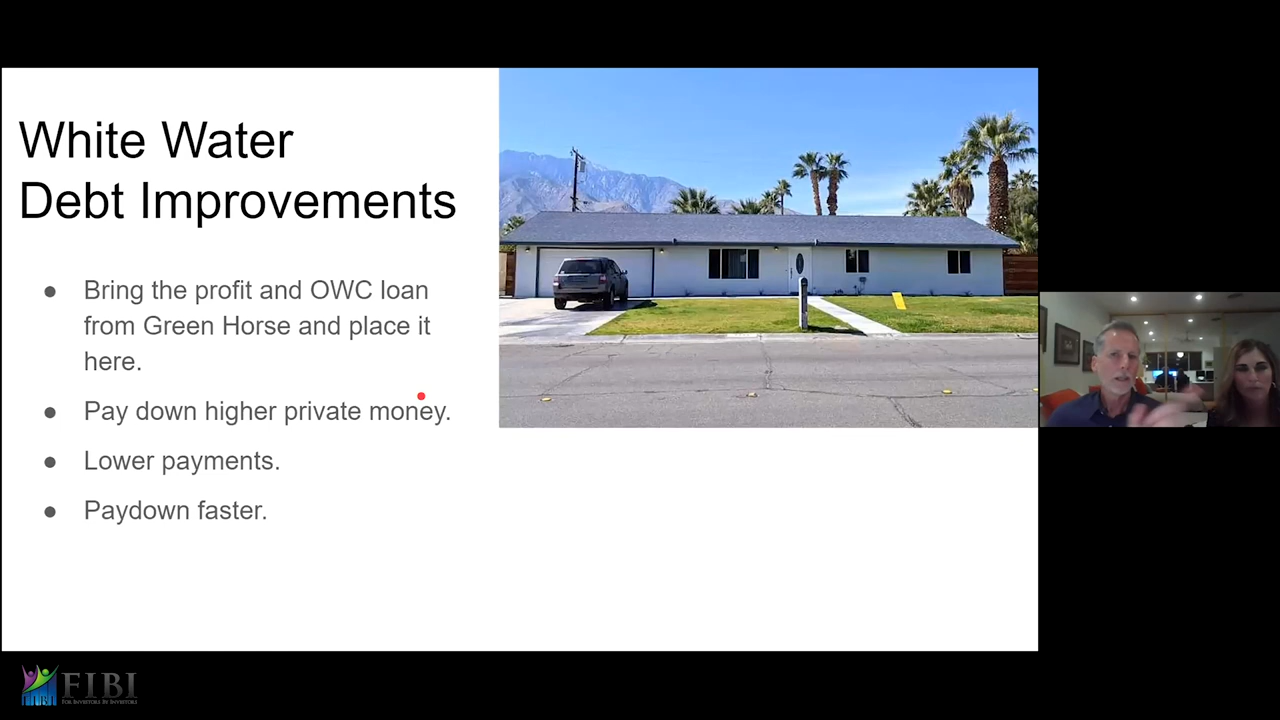 White Water
Debt Improvements
● Bring the profit and OWC loan
from Green Horse and place it
here.
● Pay down higher private money.
● Lower payments.
● Paydown faster.
FIBI
FOR INVESTORS BY INVESTORS